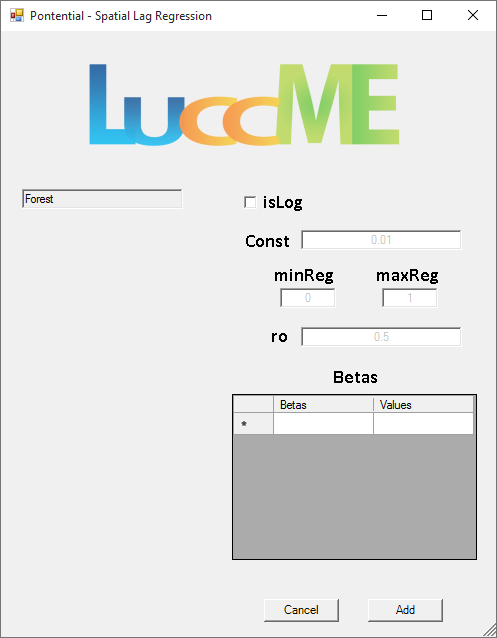 Pontential - Spatial Lag Regression
LuccME
Forest
isLog
Const 0.01
minReg maxReg
0 1
ro 0.5
Betas
Betas Values
*
Cancel Add